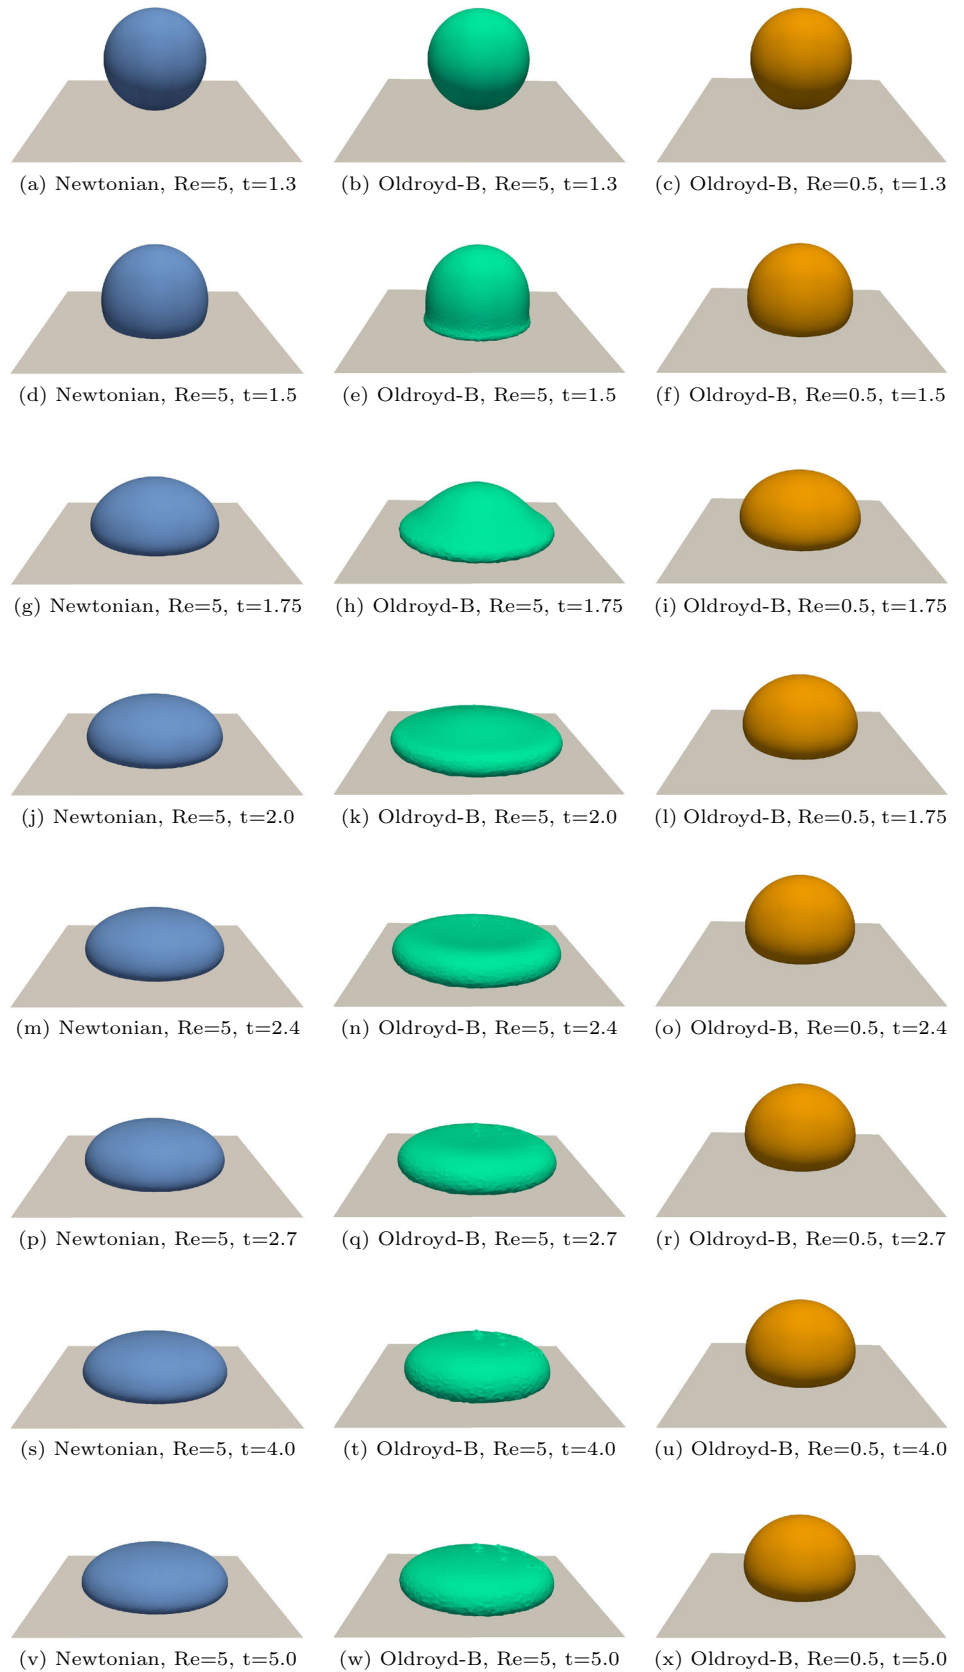 (a) Newtonian, Re=5, t=1.3
(b) Oldroyd-B, Re=5, t=1.3
(c) Oldroyd-B, Re=0.5, t=1.3
(d) Newtonian, Re=5, t=1.5
(e) Oldroyd-B, Re=5, t=1.5
(f) Oldroyd-B, Re=0.5, t=1.5
(g) Newtonian, Re=5, t=1.75
(h) Oldroyd-B, Re=5, t=1.75
(i) Oldroyd-B, Re=0.5, t=1.75
(j) Newtonian, Re=5, t=2.0
(k) Oldroyd-B, Re=5, t=2.0
(l) Oldroyd-B, Re=0.5, t=1.75
(m) Newtonian, Re=5, t=2.4
(n) Oldroyd-B, Re=5, t=2.4
(o) Oldroyd-B, Re=0.5, t=2.4
(p) Newtonian, Re=5, t=2.7
(q) Oldroyd-B, Re=5, t=2.7
(r) Oldroyd-B, Re=0.5, t=2.7
(s) Newtonian, Re=5, t=4.0
(t) Oldroyd-B, Re=5, t=4.0
(u) Oldroyd-B, Re=0.5, t=4.0
(v) Newtonian, Re=5, t=5.0
(w) Oldroyd-B, Re=5, t=5.0
(x) Oldroyd-B, Re=0.5, t=5.0